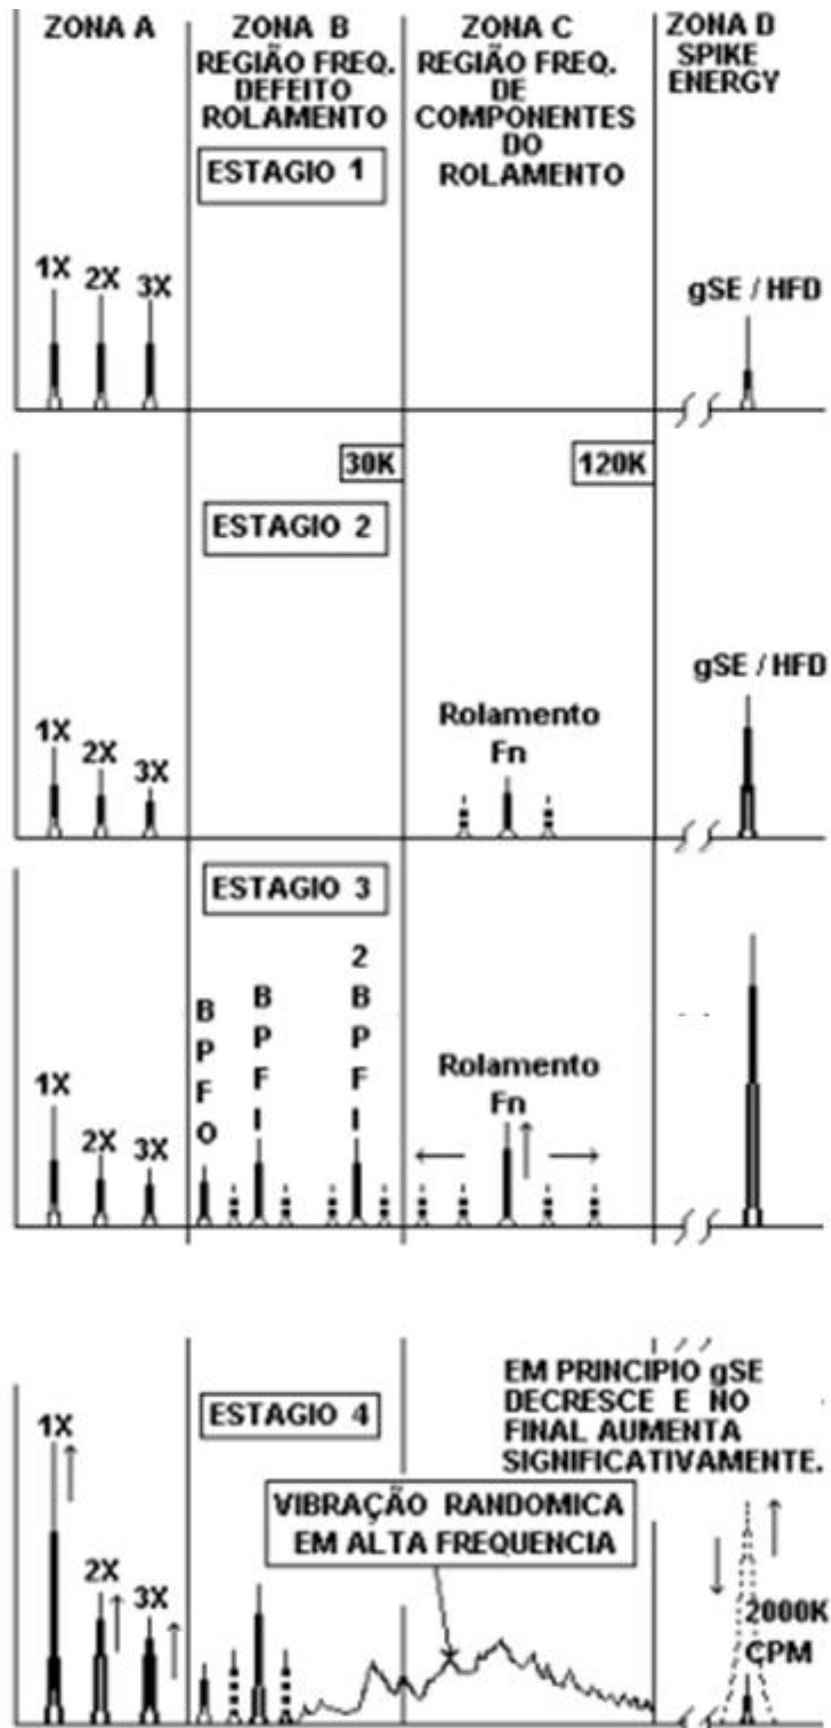 ZONA A
ZONA B
REGIÃO FREQ.
DEFEITO
ROLAMENTO
ZONA C
REGIÃO FREQ.
DE
COMPONENTES
DO
ROLAMENTO
ZONA D
SPIKE
ENERGY
ESTAGIO 1
1X 2X 3X
gSE / HFD
30K
120K
ESTAGIO 2
1X 2X 3X
Rolamento
Fn
gSE / HFD
ESTAGIO 3
1X 2X 3X
BPFO
BPFI
2BPFI
Rolamento
Fn
ESTAGIO 4
EM PRINCIPIO gSE
DECRESCE E NO
FINAL AUMENTA
SIGNIFICATIVAMENTE.
1X 2X 3X
VIBRAÇÃO RANDOMICA
EM ALTA FREQUENCIA
2000K
CPM